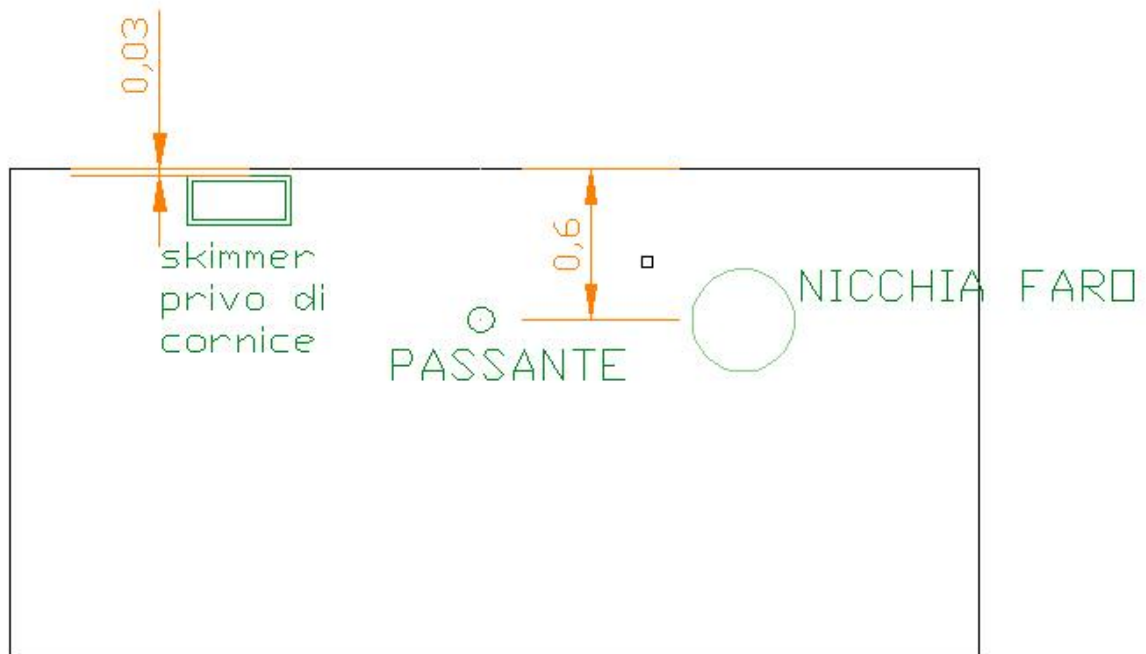 0,03
0,6
skimmer
privo di
cornice
PASSANTE
NICCHIA FARO